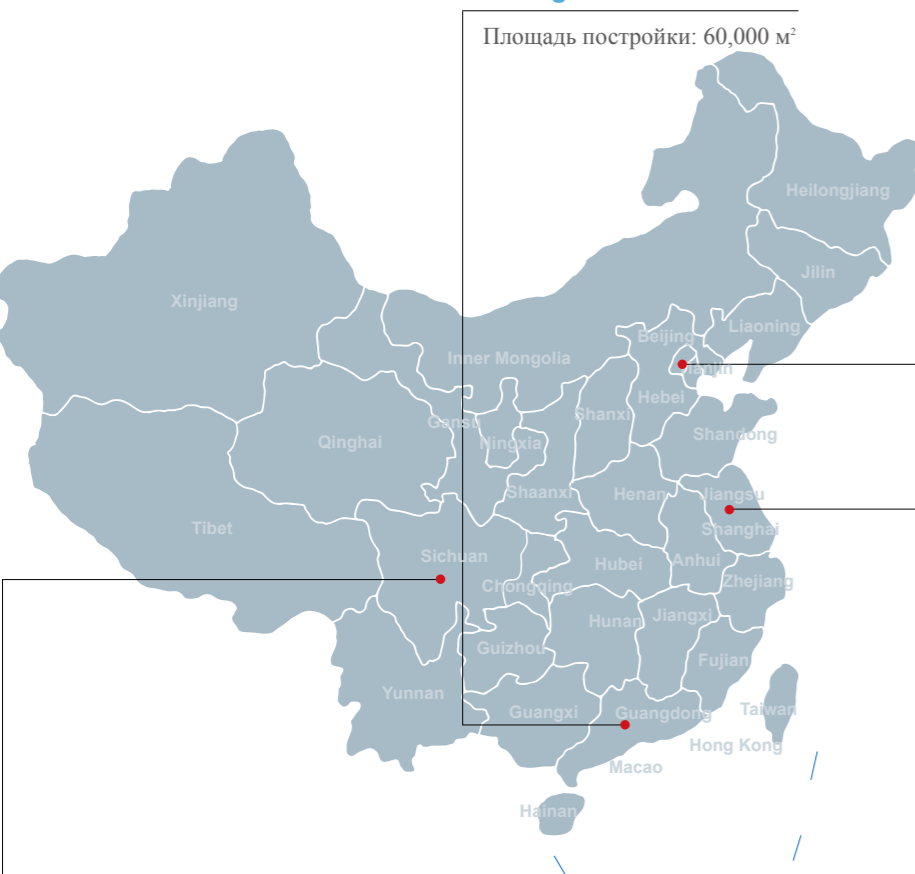 Площадь постройки: 60,000 м²
Heilongjiang
Jilin
Xinjiang
Liaoning
Beijing
Inner Mongolia
Tianjin
Hebei
Gansu
Shanxi
Shandong
Qinghai
Ningxia
Shaanxi
Henan
Jiangsu
Tibet
Shanghai
Sichuan
Hubei
Anhui
Chongqing
Zhejiang
Hunan
Jiangxi
Guizhou
Fujian
Yunnan
Guangxi
Guangdong
Taiwan
Hong Kong
Macao
Hainan